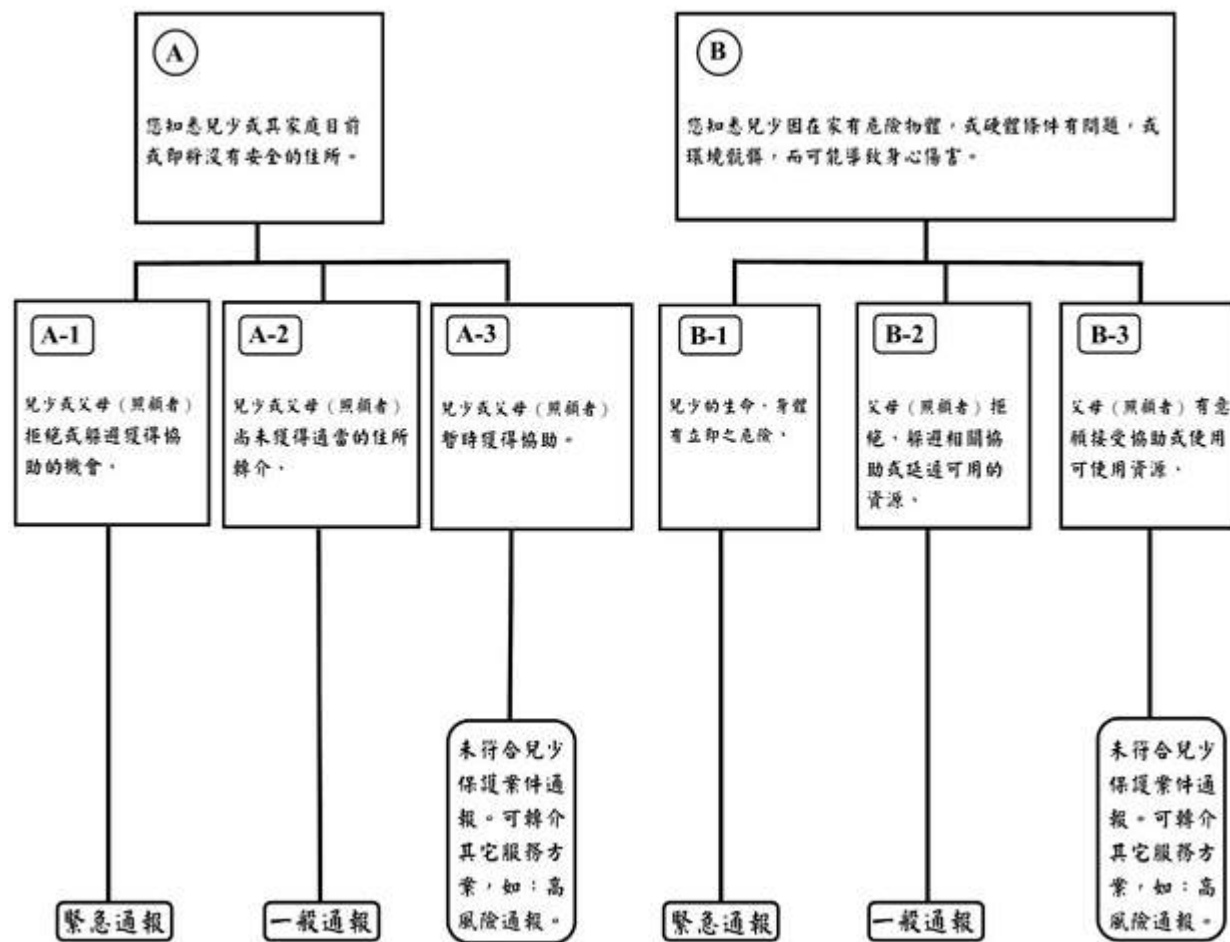 A
您知悉兒少或其家庭目前
或即將沒有安全的住所。
B
您知悉兒少因在家有危險物體，或硬體條件有問題，或
環境骯髒，而可能導致身心傷害。
A-1
兒少或父母（照顧者）
拒絕或躲避獲得協
助的機會。
A-2
兒少或父母（照顧者）
尚未獲得適當的住所
轉介。
A-3
兒少或父母（照顧者）
暫時獲得協助。
B-1
兒少的生命、身體
有立即之危險。
B-2
父母（照顧者）拒
絕、躲避相關協
助或延遲可用的
資源。
B-3
父母（照顧者）有意
願接受協助或使用
可使用資源。
緊急通報
一般通報
未符合兒少
保護案件通
報。可轉介
其它服務方
案，如：高
風險通報。
緊急通報
一般通報
未符合兒少
保護案件通
報。可轉介
其它服務方
案，如：高
風險通報。